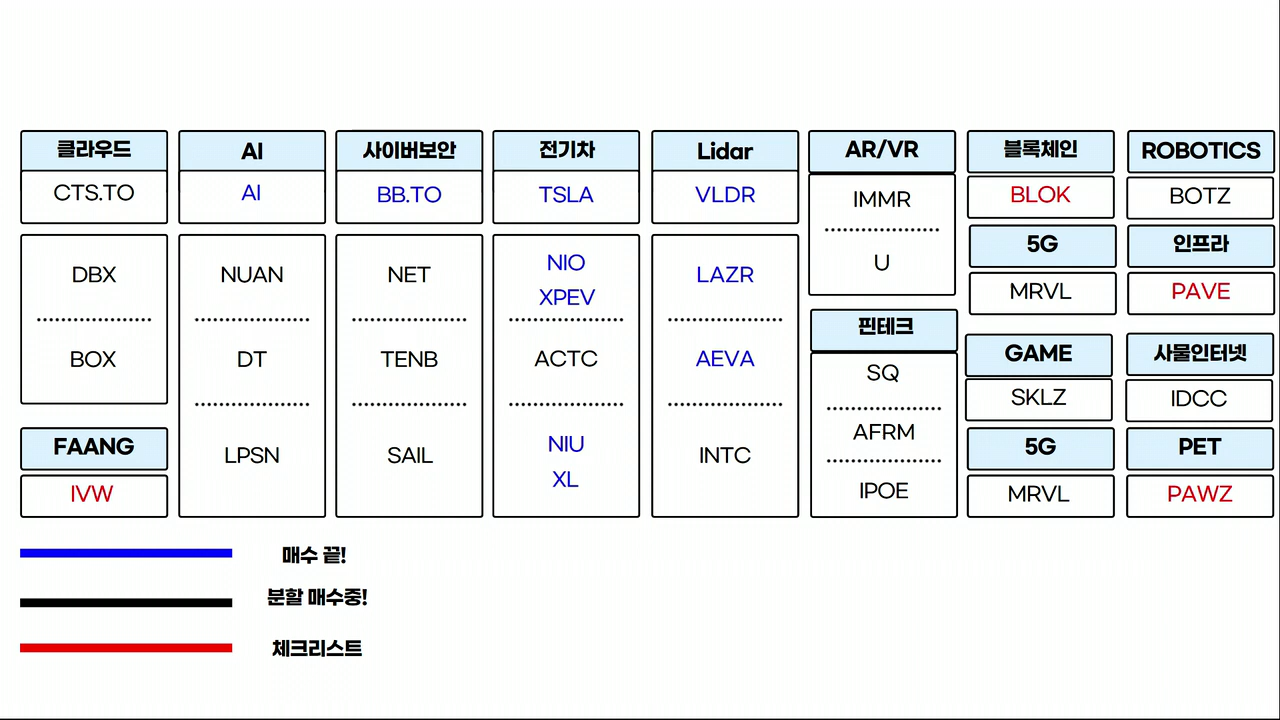 클라우드
CTS.TO
DBX
BOX
FAANG
IVW
AI
AI
NUAN
DT
LPSN
사이버보안
BB.TO
NET
TENB
SAIL
전기차
TSLA
NIO
XPEV
ACTC
NIU
XL
Lidar
VLDR
LAZR
AEVA
INTC
AR/VR
IMMR
U
핀테크
SQ
AFRM
IPOE
블록체인
BLOK
5G
MRVL
GAME
SKLZ
5G
MRVL
ROBOTICS
BOTZ
인프라
PAVE
사물인터넷
IDCC
PET
PAWZ
매수 끝!
분할 매수중!
체크리스트